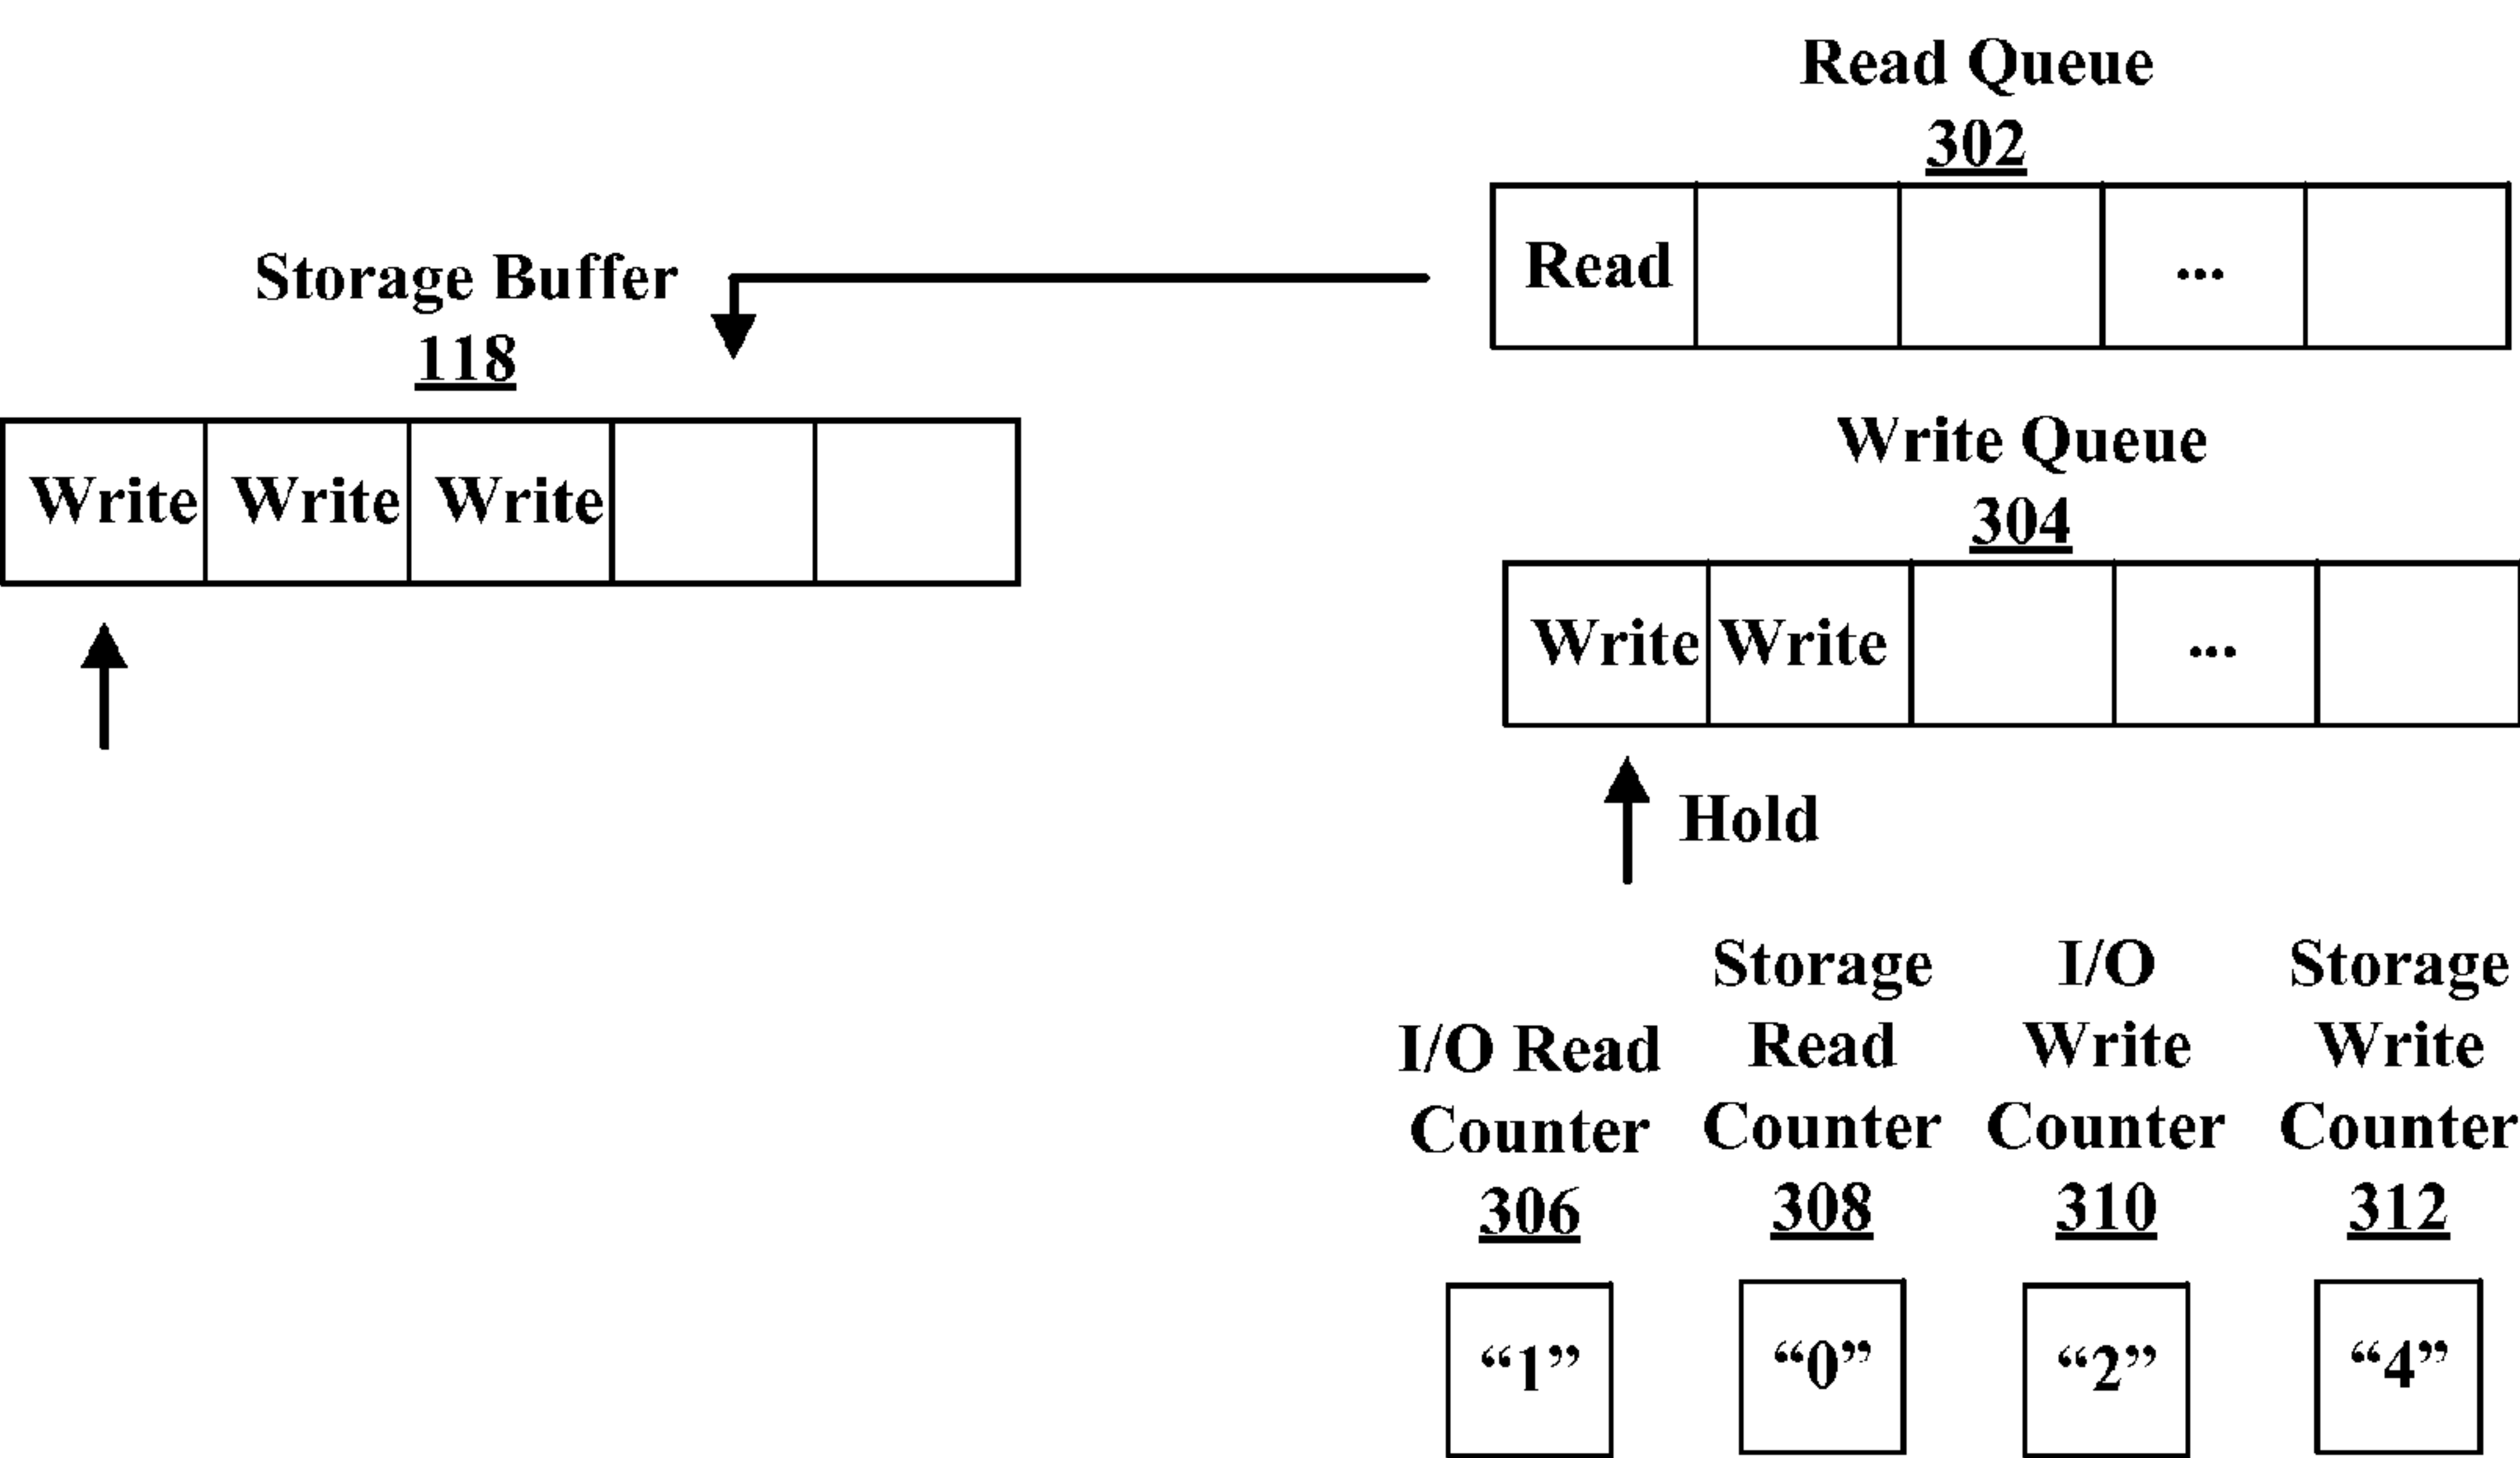 Read Queue
302
Read
...
Storage Buffer
118
Write Write Write
Write Queue
304
Write Write
...
Hold
I/O Read
Counter
306
Storage
Read
Counter
308
I/O
Write
Counter
310
Storage
Write
Counter
312
“1” “0” “2” “4”